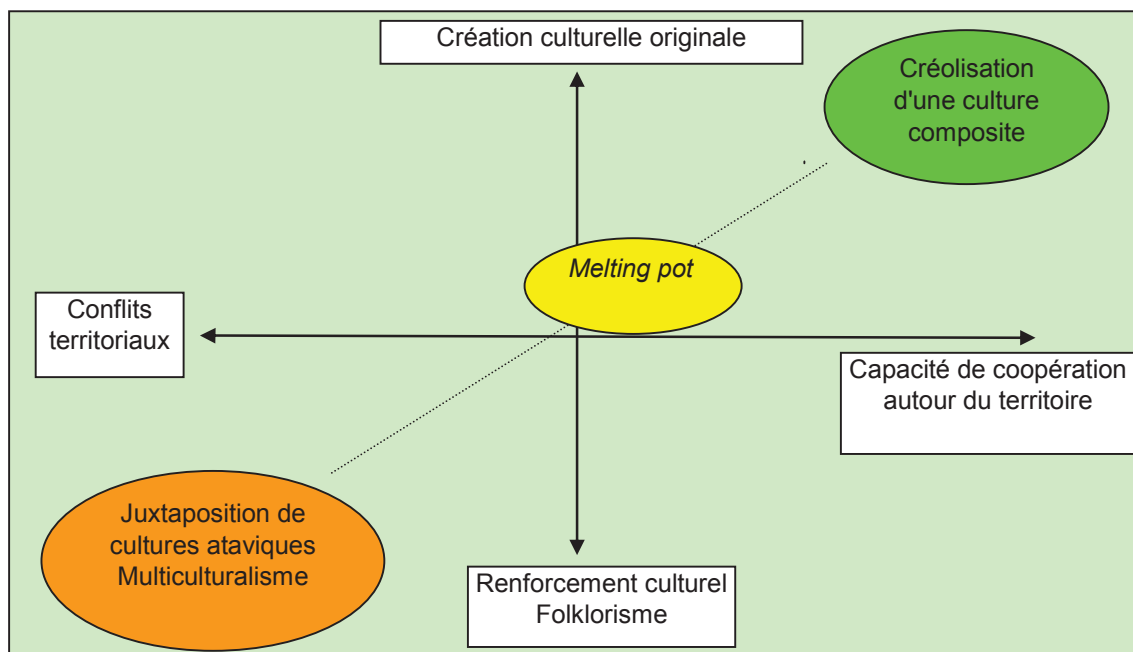 Création culturelle originale
Créolisation
d'une culture
composite
Melting pot
Conflits
territoriaux
Capacité de coopération
autour du territoire
Juxtaposition de
cultures ataviques
Multiculturalisme
Renforcement culturel
Folklorisme